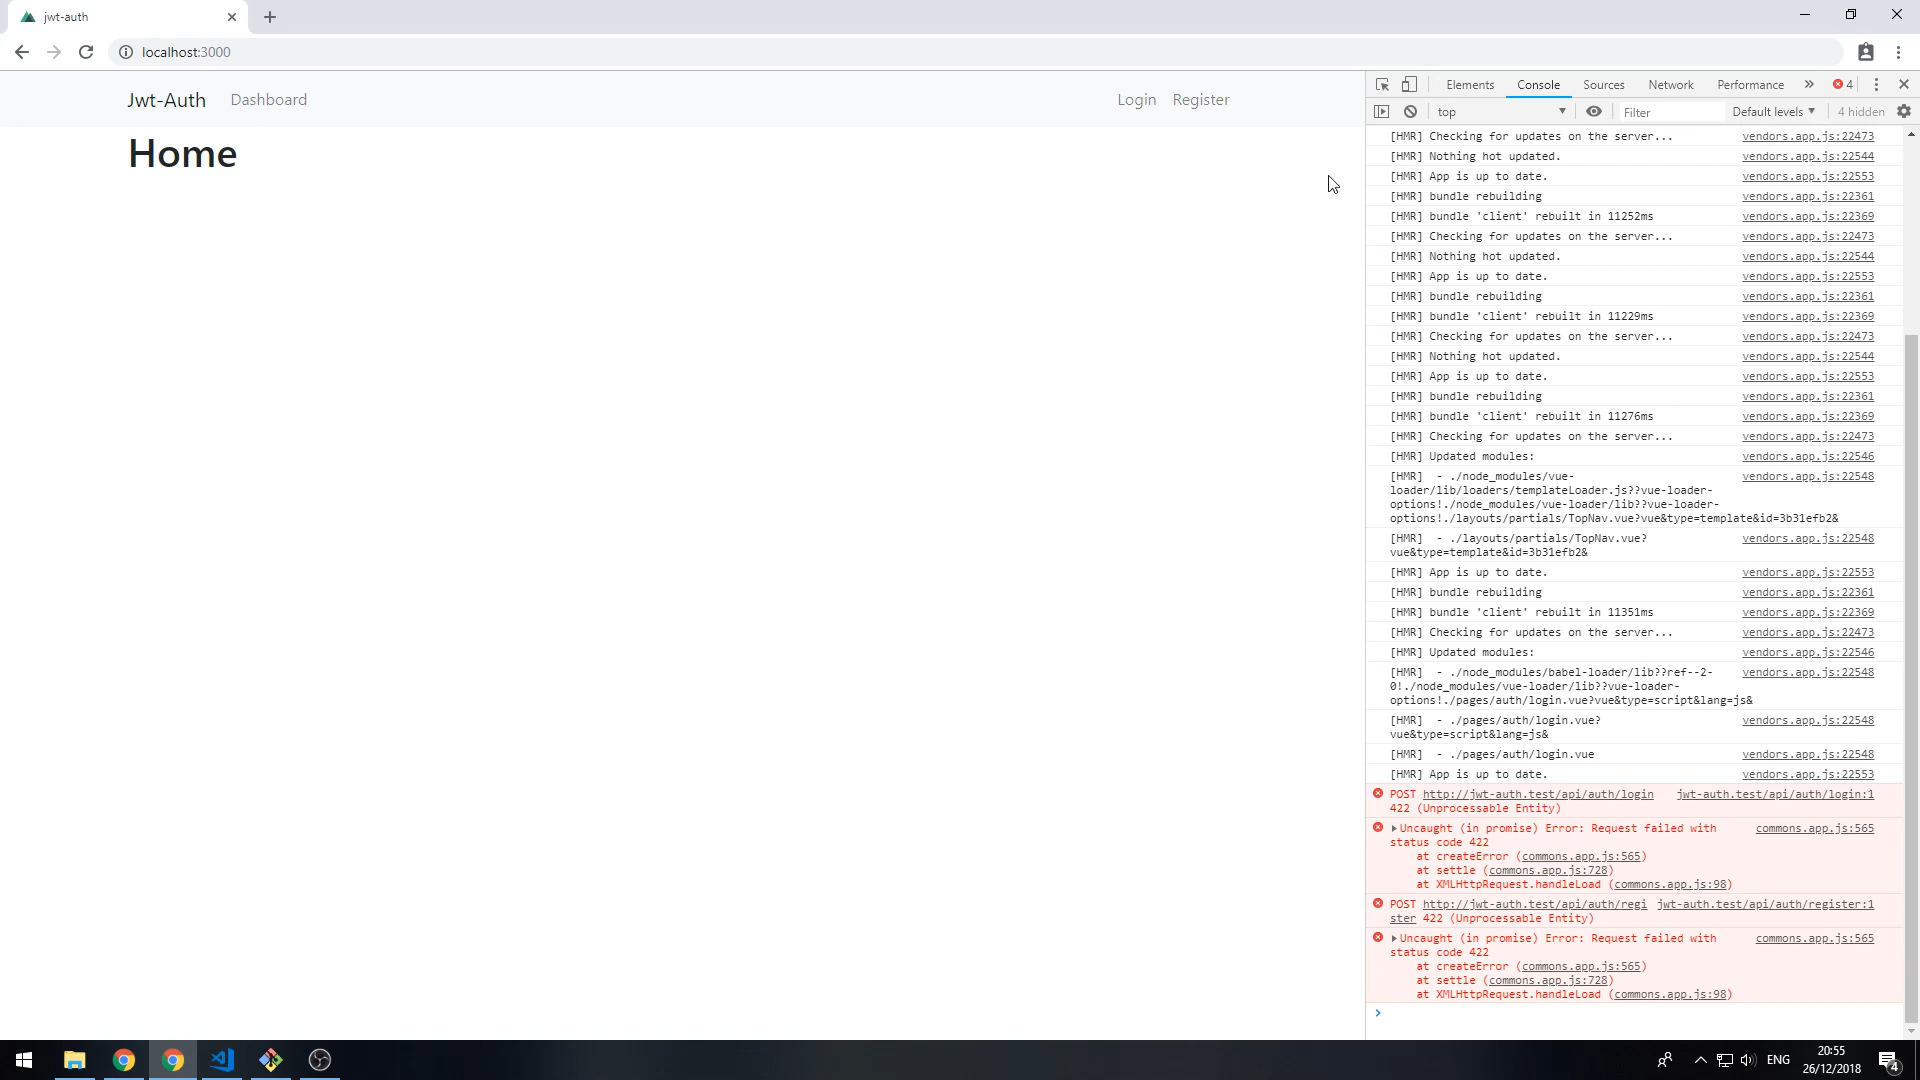 jwt-auth
localhost:3000
Jwt-Auth Dashboard Login Register
Home
Elements Console Sources Network Performance » 4
top Filter Default levels 4 hidden
[HMR] Checking for updates on the server... vendors.app.js:22473
[HMR] Nothing hot updated. vendors.app.js:22544
[HMR] App is up to date. vendors.app.js:22553
[HMR] bundle rebuilding vendors.app.js:22361
[HMR] bundle 'client' rebuilt in 11252ms vendors.app.js:22369
[HMR] Checking for updates on the server... vendors.app.js:22473
[HMR] Nothing hot updated. vendors.app.js:22544
[HMR] App is up to date. vendors.app.js:22553
[HMR] bundle rebuilding vendors.app.js:22361
[HMR] bundle 'client' rebuilt in 11229ms vendors.app.js:22369
[HMR] Checking for updates on the server... vendors.app.js:22473
[HMR] Nothing hot updated. vendors.app.js:22544
[HMR] App is up to date. vendors.app.js:22553
[HMR] bundle rebuilding vendors.app.js:22361
[HMR] bundle 'client' rebuilt in 11276ms vendors.app.js:22369
[HMR] Checking for updates on the server... vendors.app.js:22473
[HMR] Updated modules: vendors.app.js:22546
[HMR]  - ./node_modules/vue- vendors.app.js:22548
loader/lib/loaders/templateLoader.js??vue-loader-
options!./node_modules/vue-loader/lib??vue-loader-
options!./layouts/partials/TopNav.vue?vue&type=template&id=3b31efb2&
[HMR]  - ./layouts/partials/TopNav.vue? vendors.app.js:22548
vue&type=template&id=3b31efb2&
[HMR] App is up to date. vendors.app.js:22553
[HMR] bundle rebuilding vendors.app.js:22361
[HMR] bundle 'client' rebuilt in 11351ms vendors.app.js:22369
[HMR] Checking for updates on the server... vendors.app.js:22473
[HMR] Updated modules: vendors.app.js:22546
[HMR]  - ./node_modules/babel-loader/lib??ref--2- vendors.app.js:22548
0!./node_modules/vue-loader/lib??vue-loader-
options!./pages/auth/login.vue?vue&type=script&lang=js&
[HMR]  - ./pages/auth/login.vue? vendors.app.js:22548
vue&type=script&lang=js&
[HMR]  - ./pages/auth/login.vue vendors.app.js:22548
[HMR] App is up to date. vendors.app.js:22553
POST http://jwt-auth.test/api/auth/login jwt-auth.test/api/auth/login:1
422 (Unprocessable Entity)
Uncaught (in promise) Error: Request failed with commons.app.js:565
status code 422
at createError (commons.app.js:565)
at settle (commons.app.js:728)
at XMLHttpRequest.handleLoad (commons.app.js:98)
POST http://jwt-auth.test/api/auth/regi jwt-auth.test/api/auth/register:1
ster 422 (Unprocessable Entity)
Uncaught (in promise) Error: Request failed with commons.app.js:565
status code 422
at createError (commons.app.js:565)
at settle (commons.app.js:728)
at XMLHttpRequest.handleLoad (commons.app.js:98)
ENG 20:55
26/12/2018 4